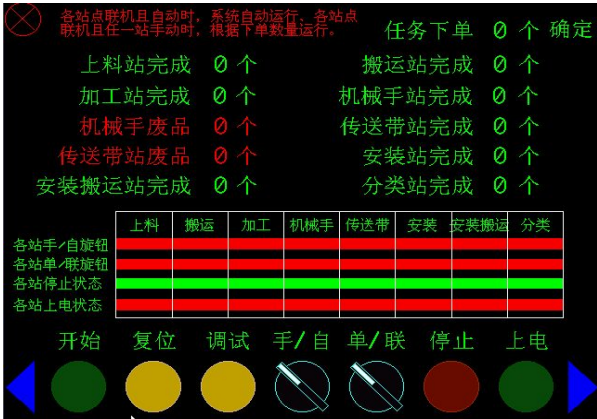 各站点联机且自动时，系统自动运行，各站点
联机且任一站手动时，根据下单数量运行。
任务下单 0 个 确定
上料站完成 0 个 搬运站完成 0 个
加工站完成 0 个 机械手站完成 0 个
机械手废品 0 个 传送带站完成 0 个
传送带站废品 0 个 安装站完成 0 个
安装搬运站完成 0 个 分类站完成 0 个
上料 搬运 加工 机械手 传送带 安装 安装搬运 分类
各站手/自旋钮
各站单/联旋钮
各站停止状态
各站上电状态
开始 复位 调试 手/自 单/联 停止 上电